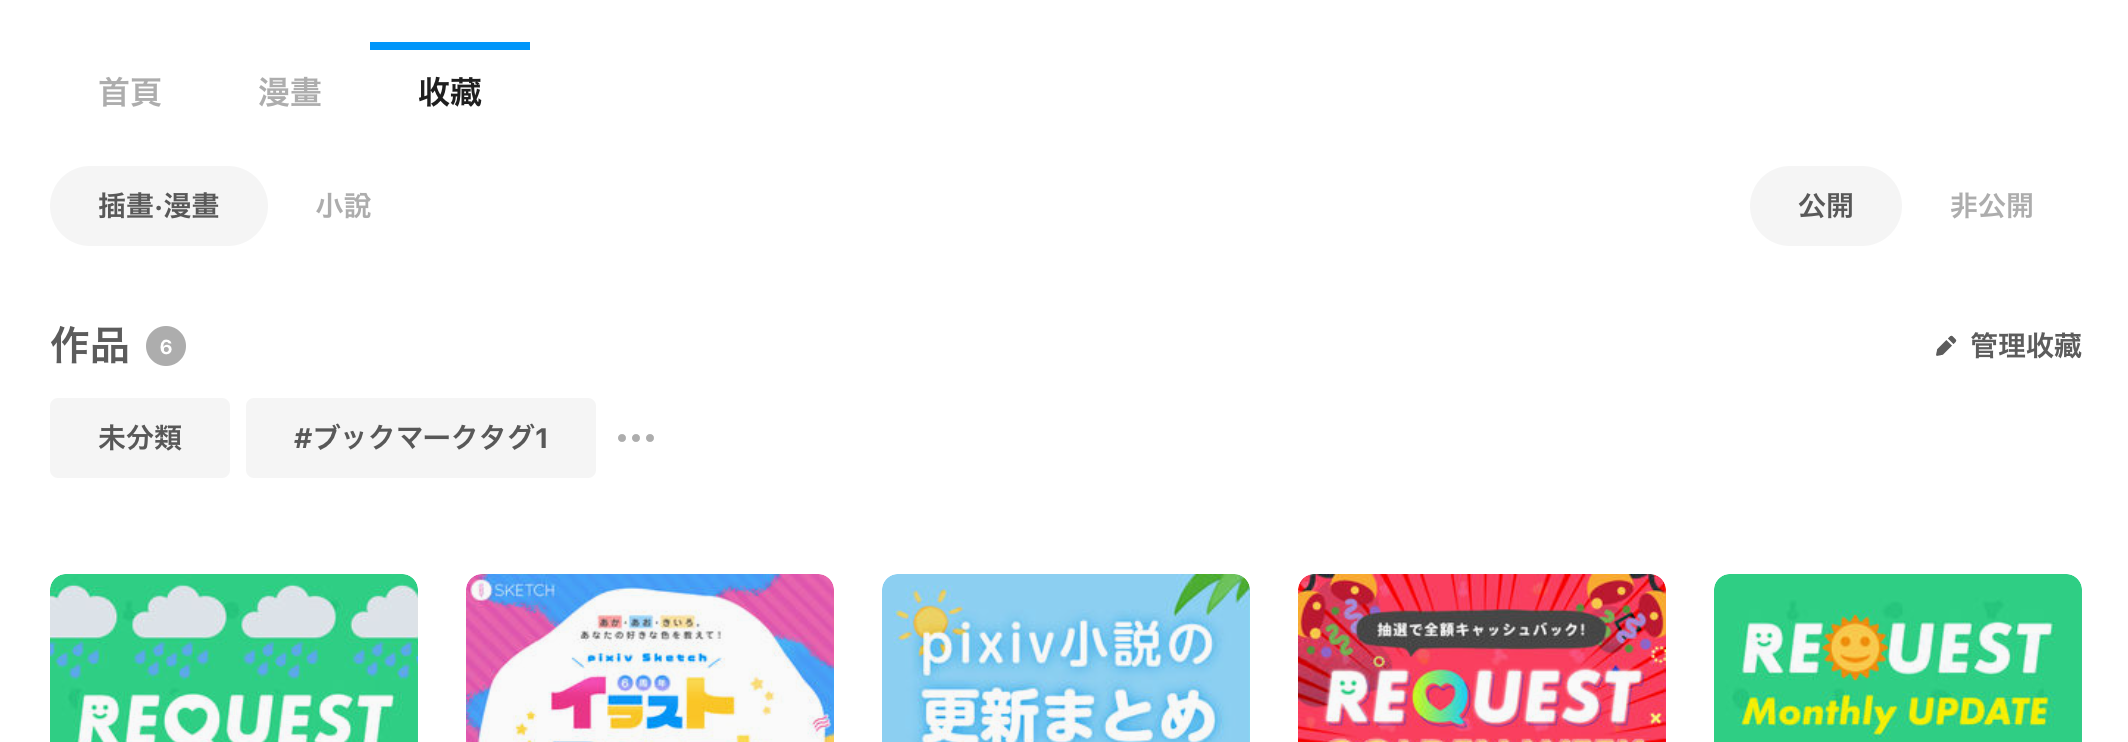 首頁 漫畫 收藏
插畫·漫畫 小說 公開 非公開
作品 6 管理收藏
未分類 #ブックマークタグ1
REQUEST
SKETCH
あか・あお・きいろ、
あなたの好きな色を教えて!
pixiv Sketch
6周年
イラスト
pixiv小説の
更新まとめ
抽選で全額キャッシュバック!
REQUEST
REQUEST
Monthly UPDATE